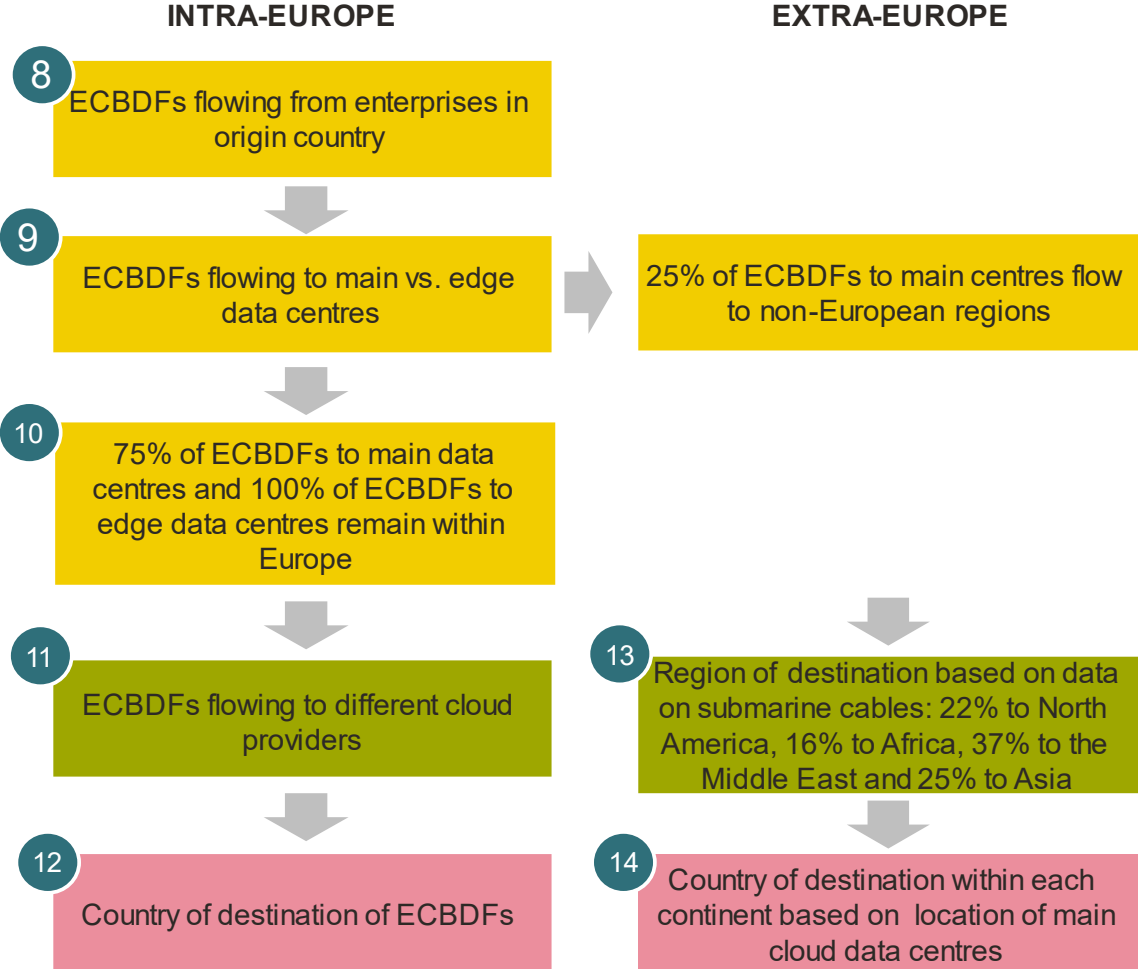 INTRA-EUROPE
EXTRA-EUROPE
8
ECBDFs flowing from enterprises in
origin country
9
ECBDFs flowing to main vs. edge
data centres
25% of ECBDFs to main centres flow
to non-European regions
10
75% of ECBDFs to main data
centres and 100% of ECBDFs to
edge data centres remain within
Europe
11
ECBDFs flowing to different cloud
providers
13
Region of destination based on data
on submarine cables: 22% to North
America, 16% to Africa, 37% to the
Middle East and 25% to Asia
12
Country of destination of ECBDFs
14
Country of destination within each
continent based on location of main
cloud data centres